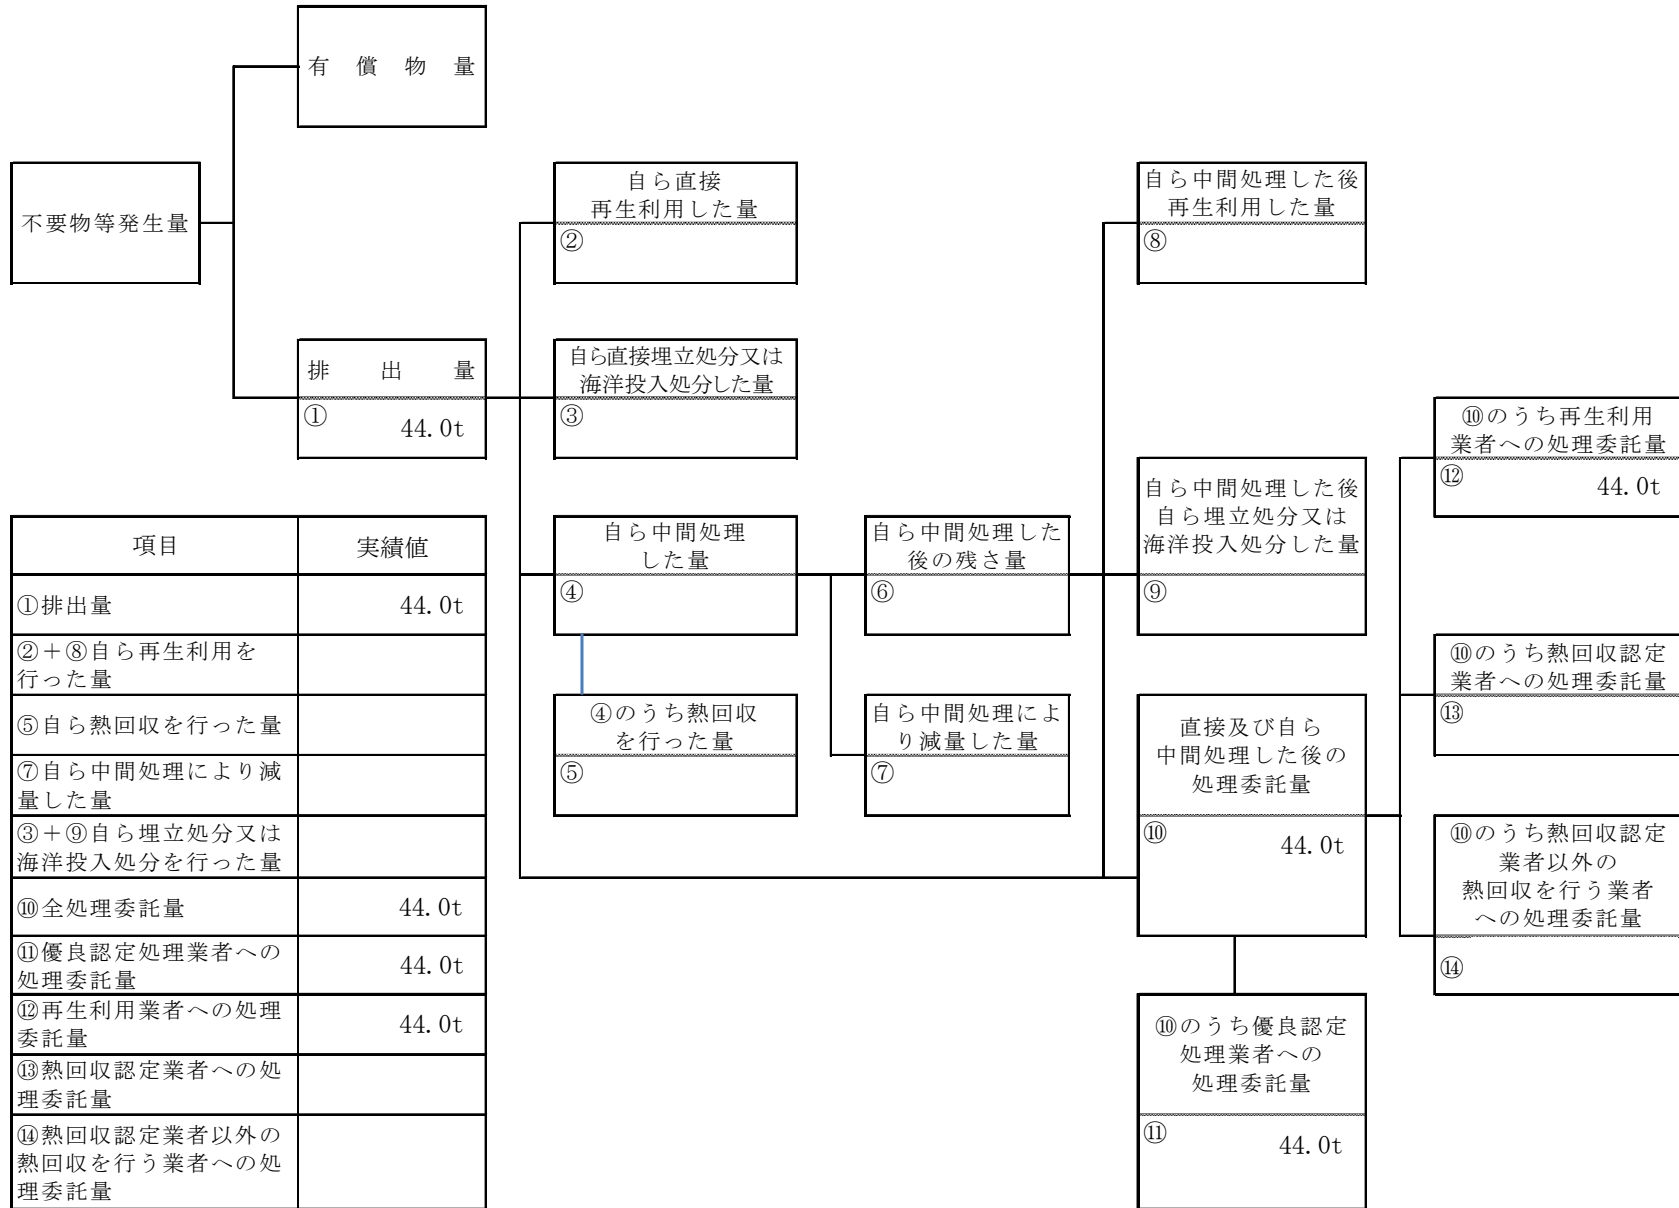 有償物量
不要物等発生量
排出量
①
44.0t
自ら直接
再生利用した量
②
自ら直接埋立処分又は
海洋投入処分した量
③
自ら中間処理
した量
④
④のうち熱回収
を行った量
⑤
自ら中間処理した
後の残さ量
⑥
自ら中間処理によ
り減量した量
⑦
自ら中間処理した後
再生利用した量
⑧
自ら中間処理した後
自ら埋立処分又は
海洋投入処分した量
⑨
直接及び自ら
中間処理した後の
処理委託量
⑩
44.0t
⑩のうち優良認定
処理業者への
処理委託量
⑪
44.0t
⑩のうち再生利用
業者への処理委託量
⑫
44.0t
⑩のうち熱回収認定
業者への処理委託量
⑬
⑩のうち熱回収認定
業者以外の
熱回収を行う業者
への処理委託量
⑭
項目 実績値
①排出量 44.0t
②+⑧自ら再生利用を
行った量
⑤自ら熱回収を行った量
⑦自ら中間処理により減
量した量
③+⑨自ら埋立処分又は
海洋投入処分を行った量
⑩全処理委託量 44.0t
⑪優良認定処理業者への
処理委託量 44.0t
⑫再生利用業者への処理
委託量 44.0t
⑬熱回収認定業者への処
理委託量
⑭熱回収認定業者以外の
熱回収を行う業者への処
理委託量